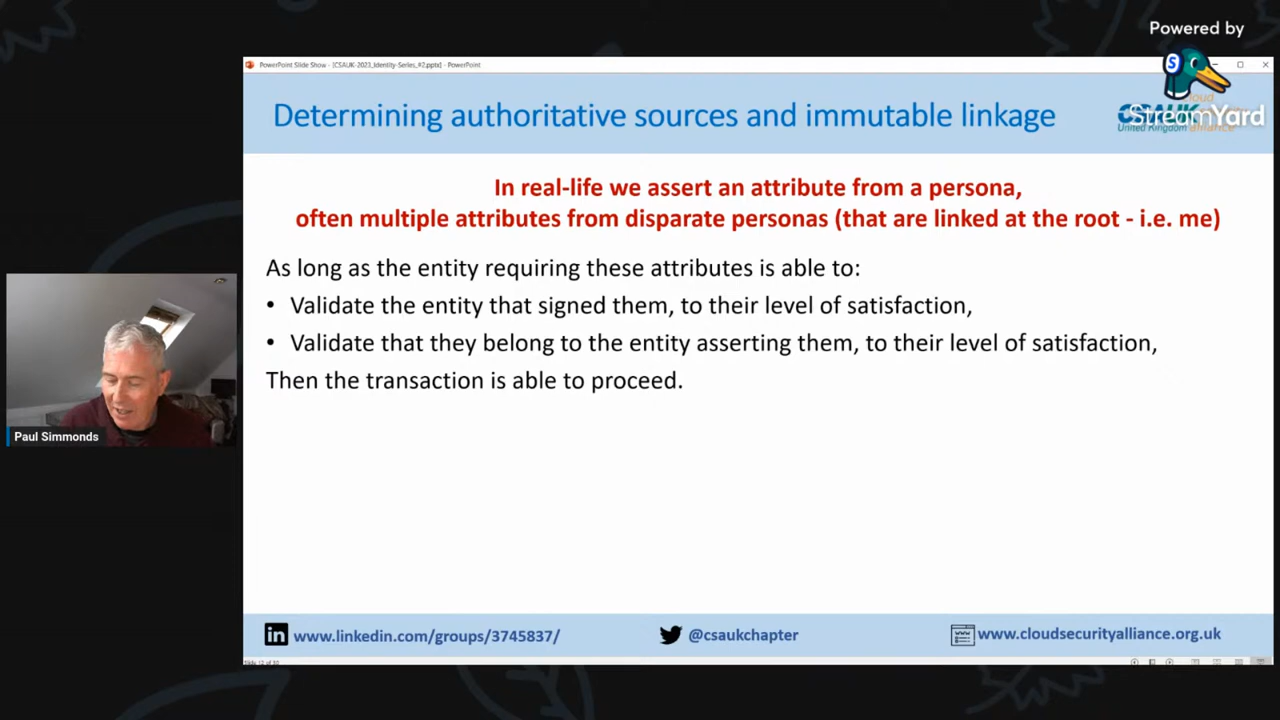 Powered by
StreamYard
PowerPoint Slide Show - [CSAUK-2023_Identity-Series_#2.pptx] - PowerPoint
Determining authoritative sources and immutable linkage
CSAUK
United Kingdom
In real-life we assert an attribute from a persona,
often multiple attributes from disparate personas (that are linked at the root - i.e. me)
As long as the entity requiring these attributes is able to:
• Validate the entity that signed them, to their level of satisfaction,
• Validate that they belong to the entity asserting them, to their level of satisfaction,
Then the transaction is able to proceed.
Paul Simmonds
www.linkedin.com/groups/3745837/
@csaukchapter
www.cloudsecurityalliance.org.uk
Slide 12 of 30